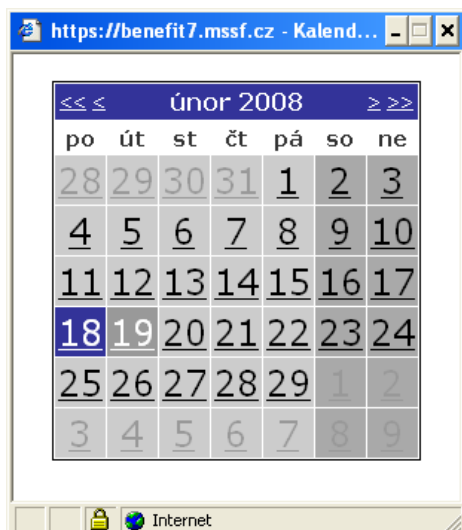 https://benefit7.mssf.cz - Kalend...
<< < únor 2008 > >>
po út st čt pá so ne
28 29 30 31 1 2 3
4 5 6 7 8 9 10
11 12 13 14 15 16 17
18 19 20 21 22 23 24
25 26 27 28 29 1 2
3 4 5 6 7 8 9
Internet